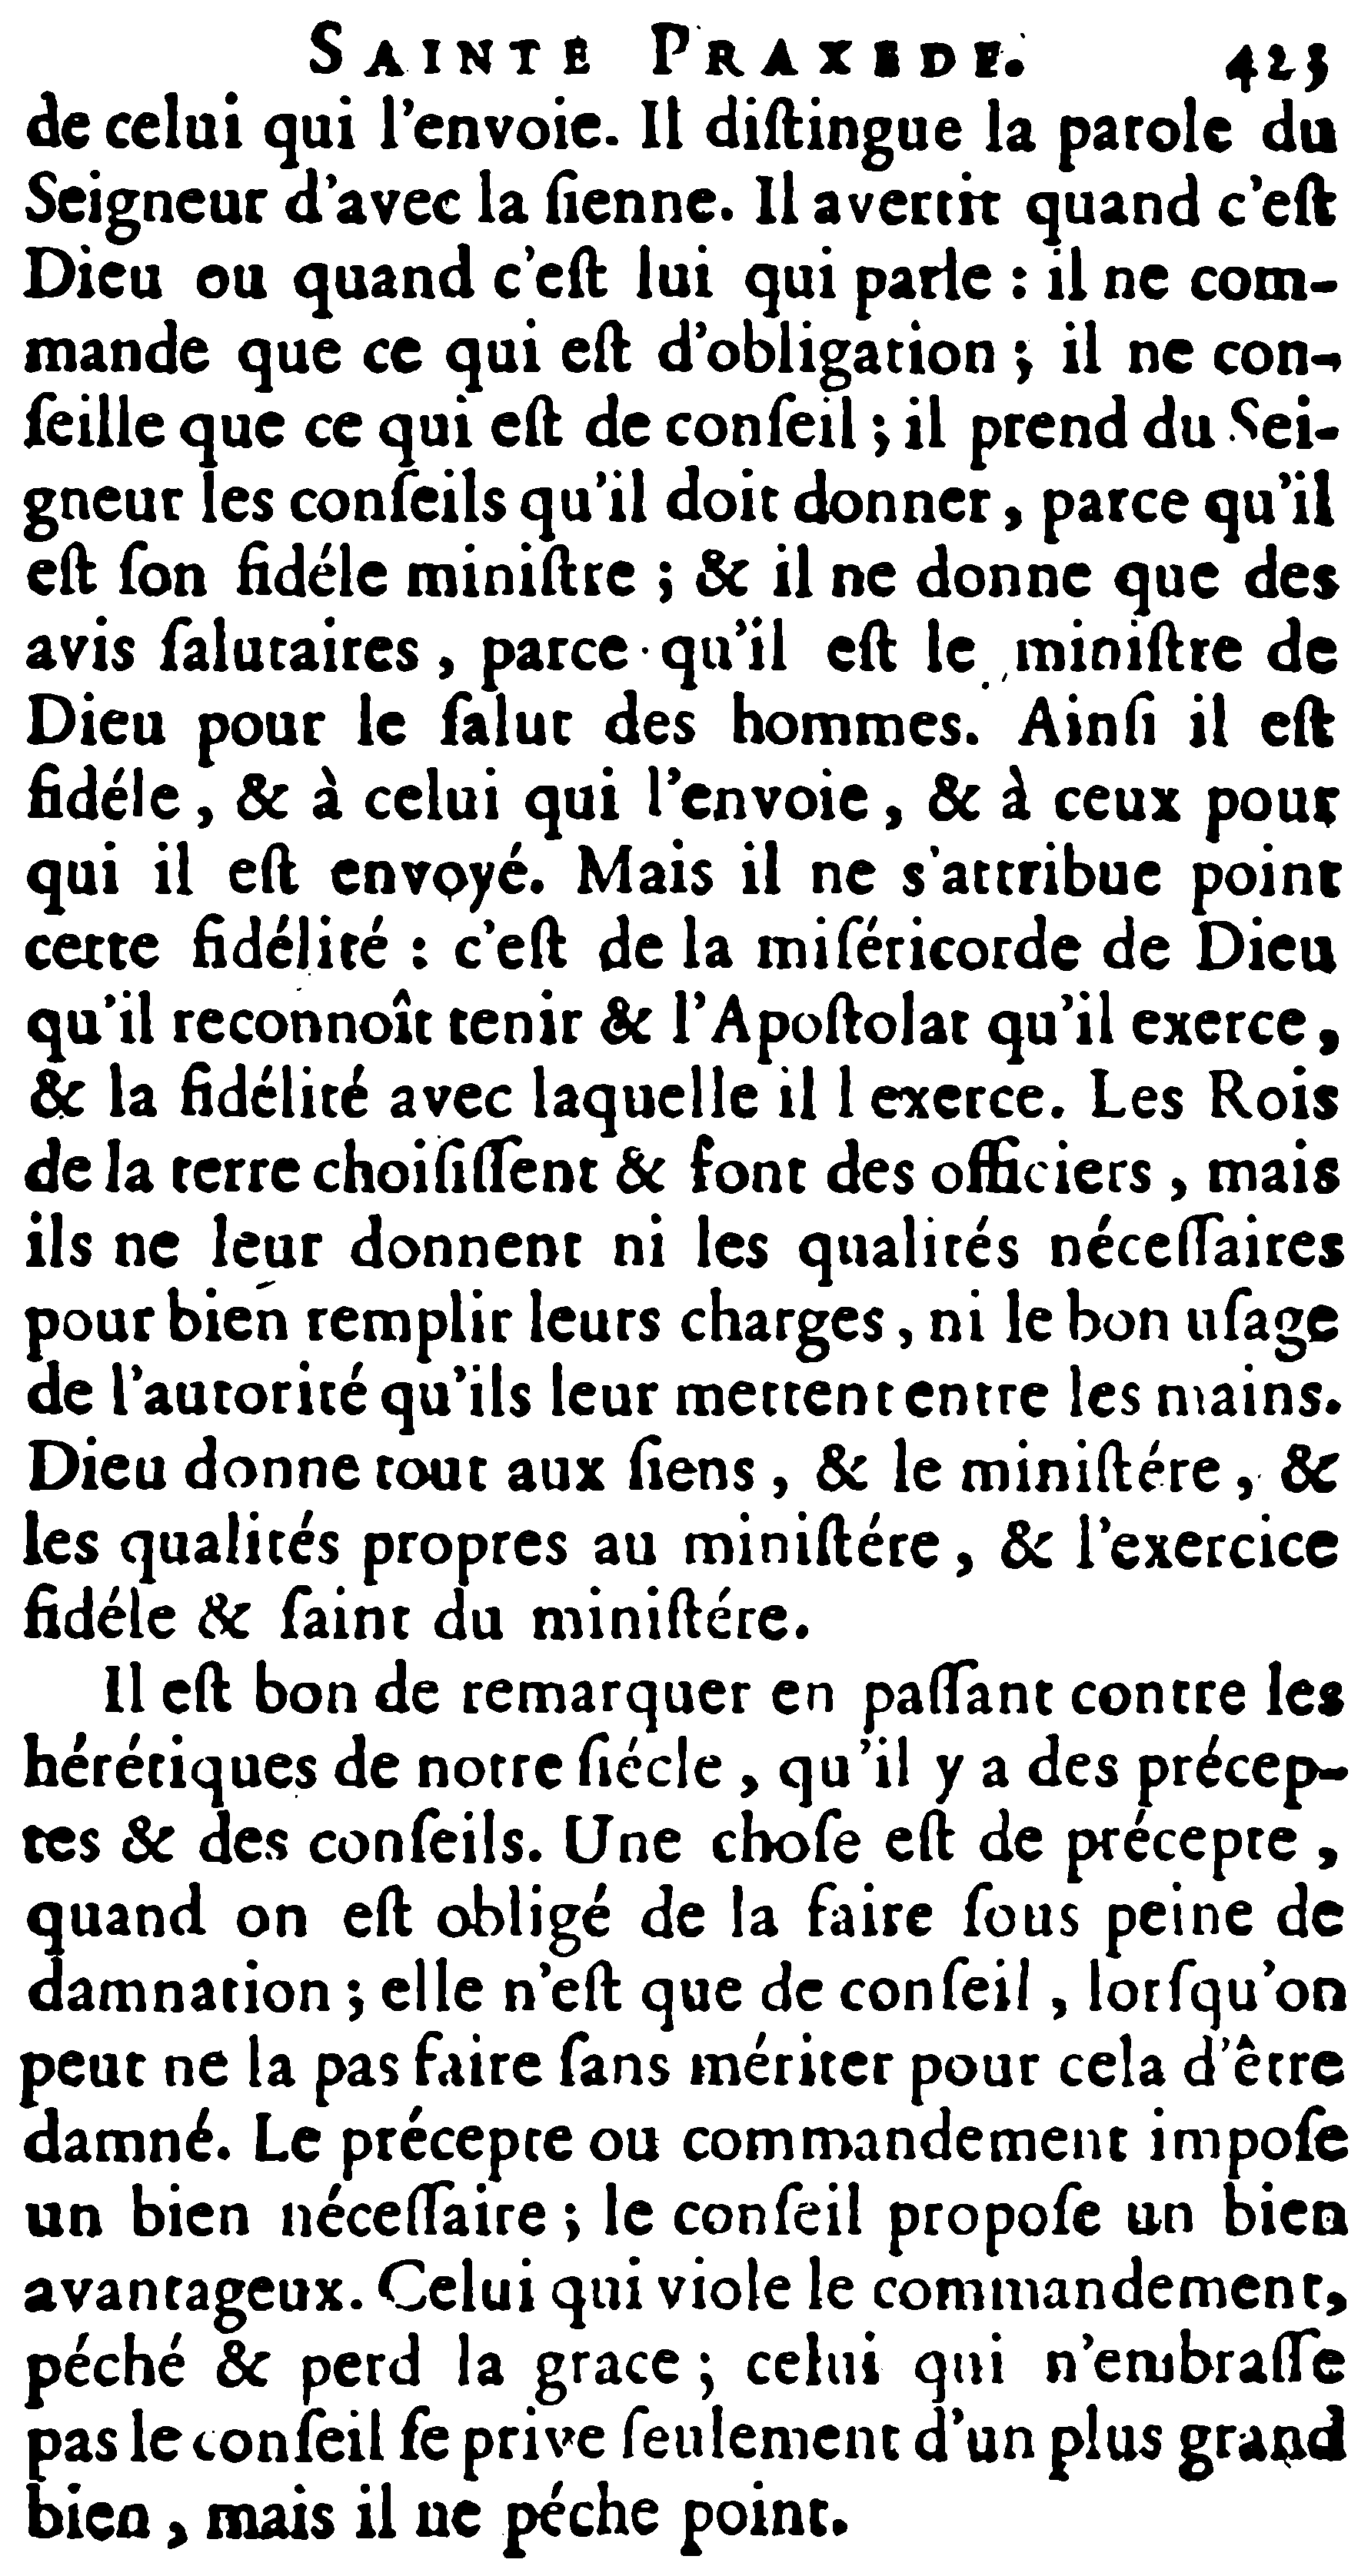 SAINTE PRAXEDE. 423
de celui qui l'envoie. Il diſtingue la parole du
Seigneur d'avec la ſienne. Il avertit quand c'eſt
Dieu ou quand c'eſt lui qui parle : il ne com-
mande que ce qui eſt d'obligation ; il ne con-
ſeille que ce qui eſt de conſeil ; il prend du Sei-
gneur les conſeils qu'il doit donner, parce qu'il
eſt ſon fidéle miniſtre ; & il ne donne que des
avis ſalutaires, parce qu'il eſt le miniſtre de
Dieu pour le ſalut des hommes. Ainſi il eſt
fidéle, & à celui qui l'envoie, & à ceux pour
qui il eſt envoyé. Mais il ne s'attribue point
cette fidélité : c'eſt de la miſéricorde de Dieu
qu'il reconnoît tenir & l'Apoſtolat qu'il exerce,
& la fidélité avec laquelle il l exerce. Les Rois
de la terre choiſiſſent & font des officiers, mais
ils ne leur donnent ni les qualités néceſſaires
pour bien remplir leurs charges, ni le bon uſage
de l'autorité qu'ils leur mettent entre les mains.
Dieu donne tout aux ſiens, & le miniſtére, &
les qualités propres au miniſtére, & l'exercice
fidéle & ſaint du miniſtére.
Il eſt bon de remarquer en paſſant contre les
hérétiques de notre ſiécle, qu'il y a des précep-
tes & des conſeils. Une choſe eſt de précepte,
quand on eſt obligé de la faire ſous peine de
damnation ; elle n'eſt que de conſeil, lorſqu'on
peut ne la pas faire ſans mériter pour cela d'être
damné. Le précepte ou commandement impoſe
un bien néceſſaire ; le conſeil propoſe un bien
avantageux. Celui qui viole le commandement,
péché & perd la grace ; celui qui n'embraſſe
pas le conſeil ſe prive ſeulement d'un plus grand
bien, mais il ne péche point.